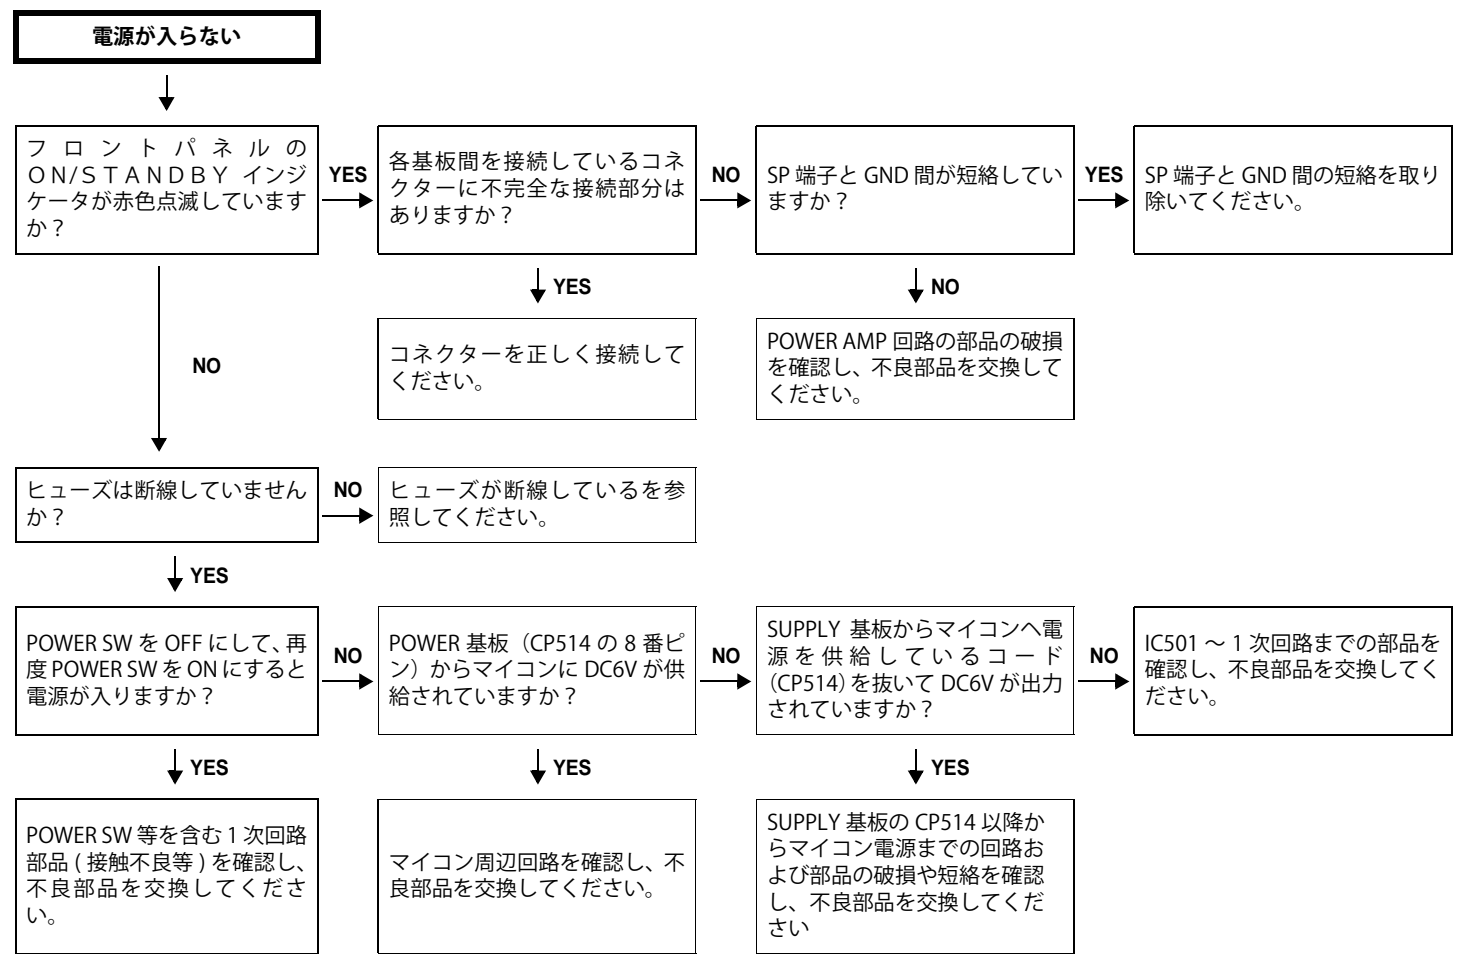 電源が入らない
フロントパネルの
ON/STANDBY インジ
ケータが赤色点滅しています
か？
YES
各基板間を接続しているコネ
クターに不完全な接続部分は
ありますか？
NO
SP 端子と GND 間が短絡してい
ますか？
YES
SP 端子と GND 間の短絡を取り
除いてください。
YES
NO
コネクターを正しく接続して
ください。
POWER AMP 回路の部品の破損
を確認し、不良部品を交換して
ください。
NO
ヒューズは断線していません
か？
NO
ヒューズが断線しているを参
照してください。
YES
POWER SW を OFF にして、再
度 POWER SW を ON にすると
電源が入りますか？
NO
POWER 基板（CP514 の 8 番ピ
ン）からマイコンに DC6V が供
給されていますか？
NO
SUPPLY 基板からマイコンへ電
源を供給しているコード
（CP514）を抜いて DC6V が出力
されていますか？
NO
IC501 ～ 1 次回路までの部品を
確認し、不良部品を交換してく
ださい。
YES
YES
YES
POWER SW 等を含む 1 次回路
部品 ( 接触不良等 ) を確認し、
不良部品を交換してくださ
い。
マイコン周辺回路を確認し、不
良部品を交換してください。
SUPPLY 基板の CP514 以降か
らマイコン電源までの回路お
よび部品の破損や短絡を確認
し、不良部品を交換してくだ
さい